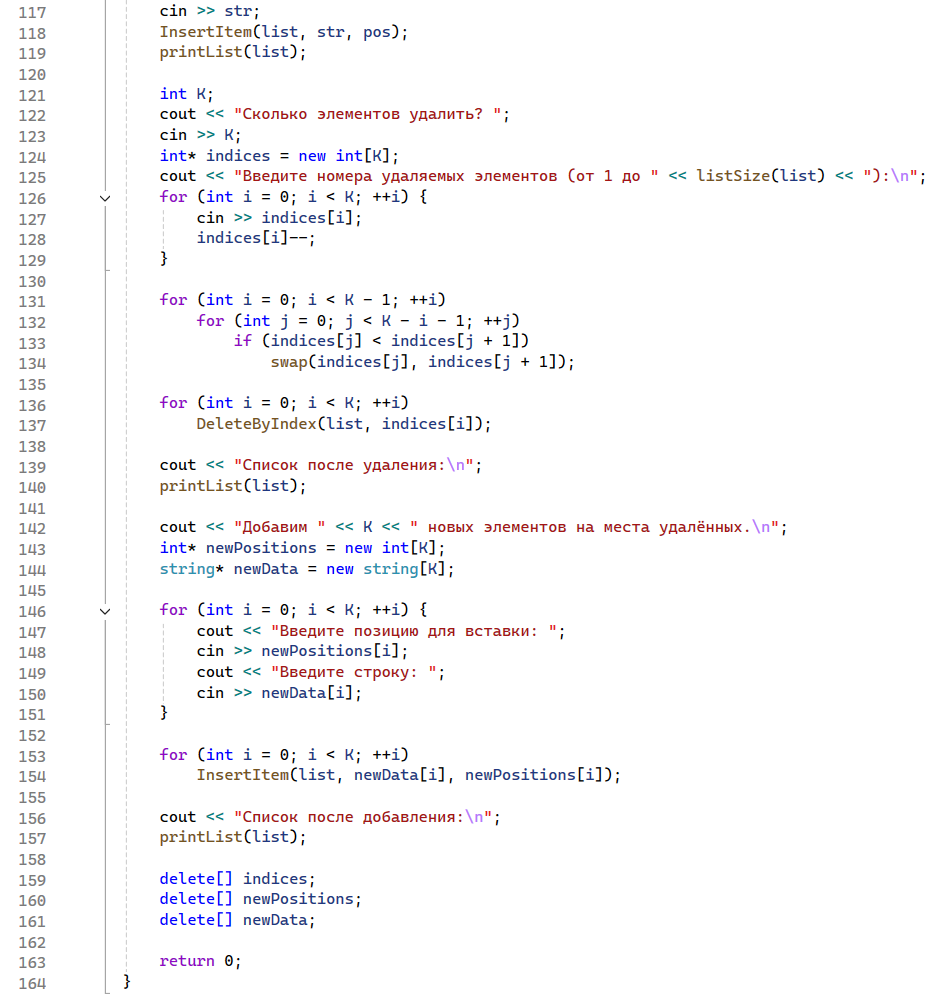 117 cin >> str;
118 InsertItem(list, str, pos);
119 printList(list);
120
121 int K;
122 cout << "Сколько элементов удалить? ";
123 cin >> K;
124 int* indices = new int[K];
125 cout << "Введите номера удаляемых элементов (от 1 до " << listSize(list) << "):\n";
126 for (int i = 0; i < K; ++i) {
127 cin >> indices[i];
128 indices[i]--;
129 }
130
131 for (int i = 0; i < K - 1; ++i)
132 for (int j = 0; j < K - i - 1; ++j)
133 if (indices[j] < indices[j + 1])
134 swap(indices[j], indices[j + 1]);
135
136 for (int i = 0; i < K; ++i)
137 DeleteByIndex(list, indices[i]);
138
139 cout << "Список после удаления:\n";
140 printList(list);
141
142 cout << "Добавим " << K << " новых элементов на места удалённых.\n";
143 int* newPositions = new int[K];
144 string* newData = new string[K];
145
146 for (int i = 0; i < K; ++i) {
147 cout << "Введите позицию для вставки: ";
148 cin >> newPositions[i];
149 cout << "Введите строку: ";
150 cin >> newData[i];
151 }
152
153 for (int i = 0; i < K; ++i)
154 InsertItem(list, newData[i], newPositions[i]);
155
156 cout << "Список после добавления:\n";
157 printList(list);
158
159 delete[] indices;
160 delete[] newPositions;
161 delete[] newData;
162
163 return 0;
164 }